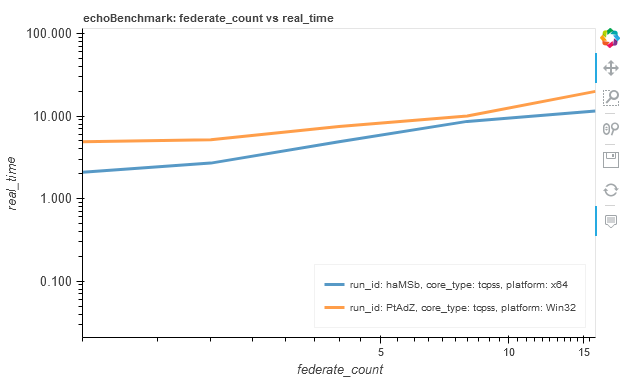 echoBenchmark: federate_count vs real_time
100.000
10.000
1.000
0.100
real_time
run_id: haMSb, core_type: tcpss, platform: x64
run_id: PtAdZ, core_type: tcpss, platform: Win32
5
10
15
federate_count